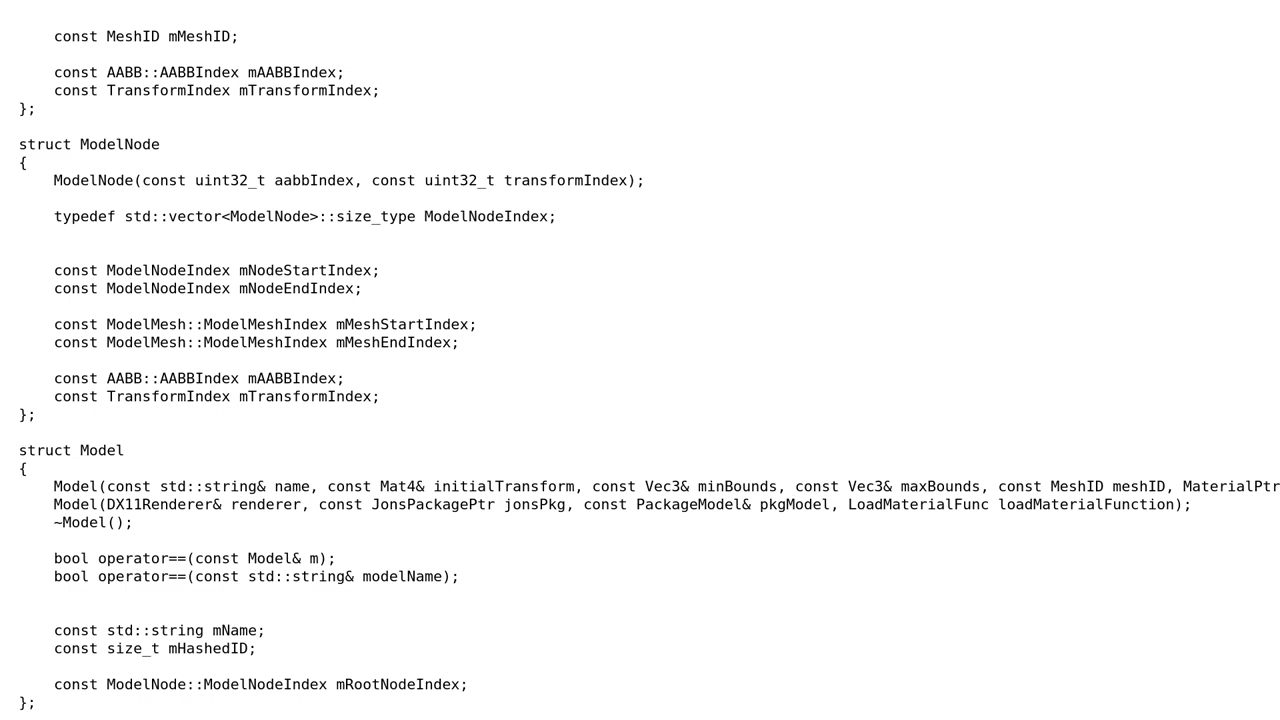 const MeshID mMeshID;

    const AABB::AABBIndex mAABBIndex;
    const TransformIndex mTransformIndex;
};

struct ModelNode
{
    ModelNode(const uint32_t aabbIndex, const uint32_t transformIndex);

    typedef std::vector<ModelNode>::size_type ModelNodeIndex;


    const ModelNodeIndex mNodeStartIndex;
    const ModelNodeIndex mNodeEndIndex;

    const ModelMesh::ModelMeshIndex mMeshStartIndex;
    const ModelMesh::ModelMeshIndex mMeshEndIndex;

    const AABB::AABBIndex mAABBIndex;
    const TransformIndex mTransformIndex;
};

struct Model
{
    Model(const std::string& name, const Mat4& initialTransform, const Vec3& minBounds, const Vec3& maxBounds, const MeshID meshID, MaterialPtr
    Model(DX11Renderer& renderer, const JonsPackagePtr jonsPkg, const PackageModel& pkgModel, LoadMaterialFunc loadMaterialFunction);
    ~Model();

    bool operator==(const Model& m);
    bool operator==(const std::string& modelName);


    const std::string mName;
    const size_t mHashedID;

    const ModelNode::ModelNodeIndex mRootNodeIndex;
};